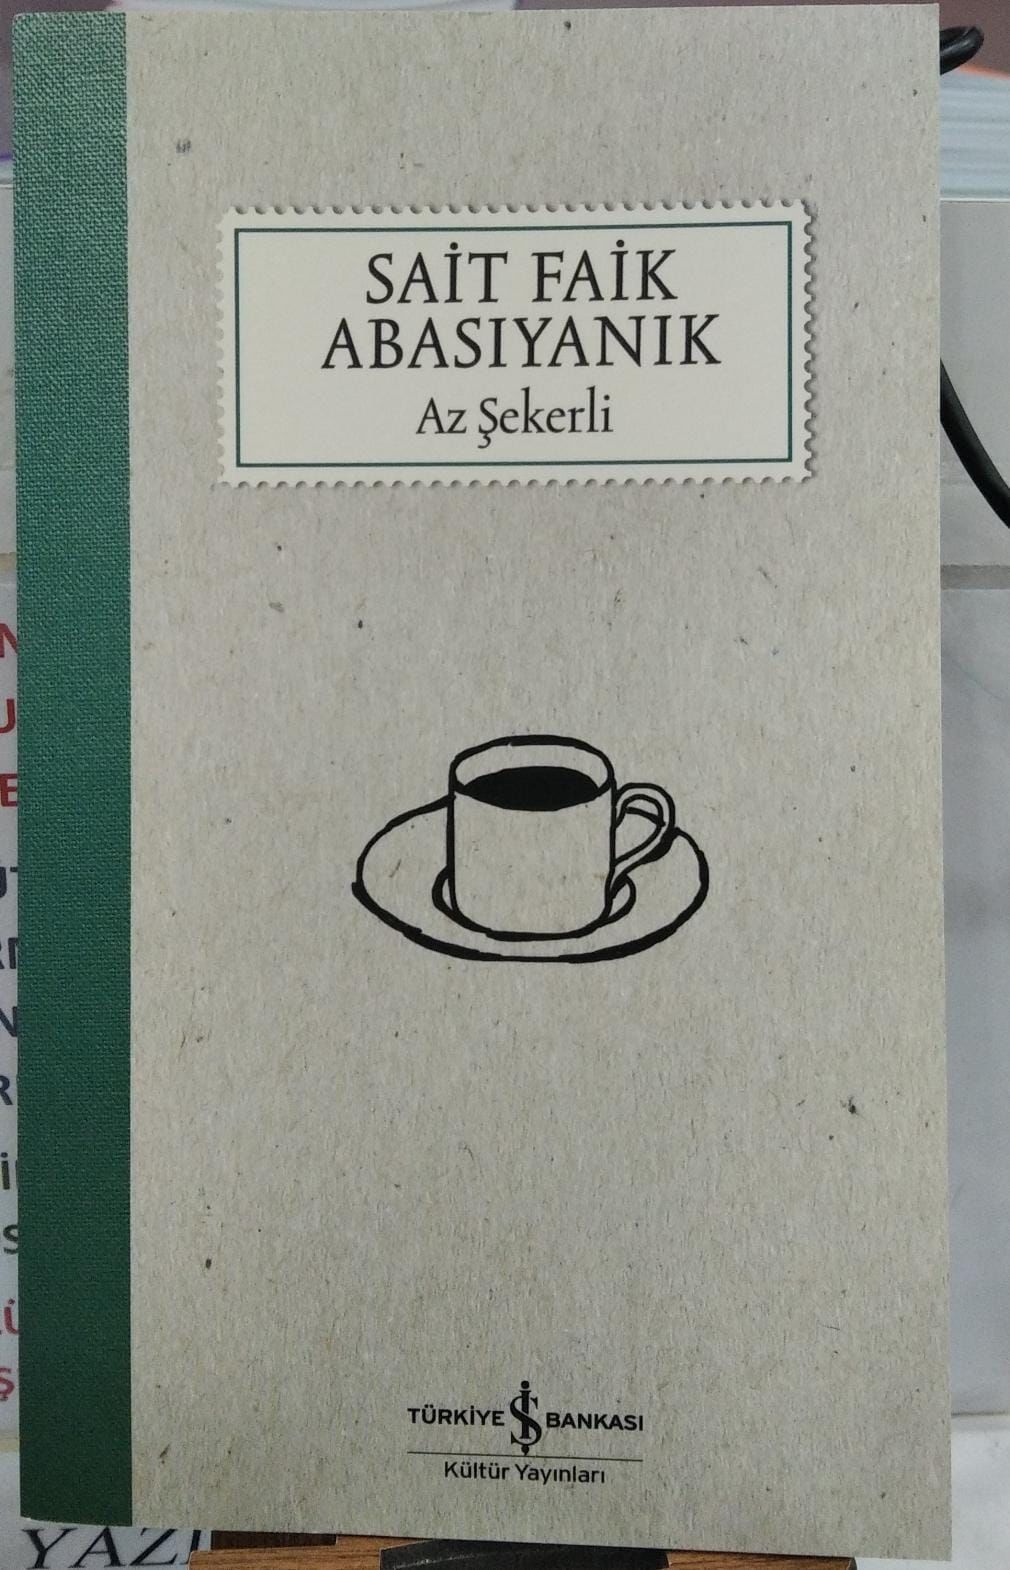 SAİT FAİK
ABASIYANIK
Az Şekerli
TÜRKİYE İŞ BANKASI
Kültür Yayınları
YAZI